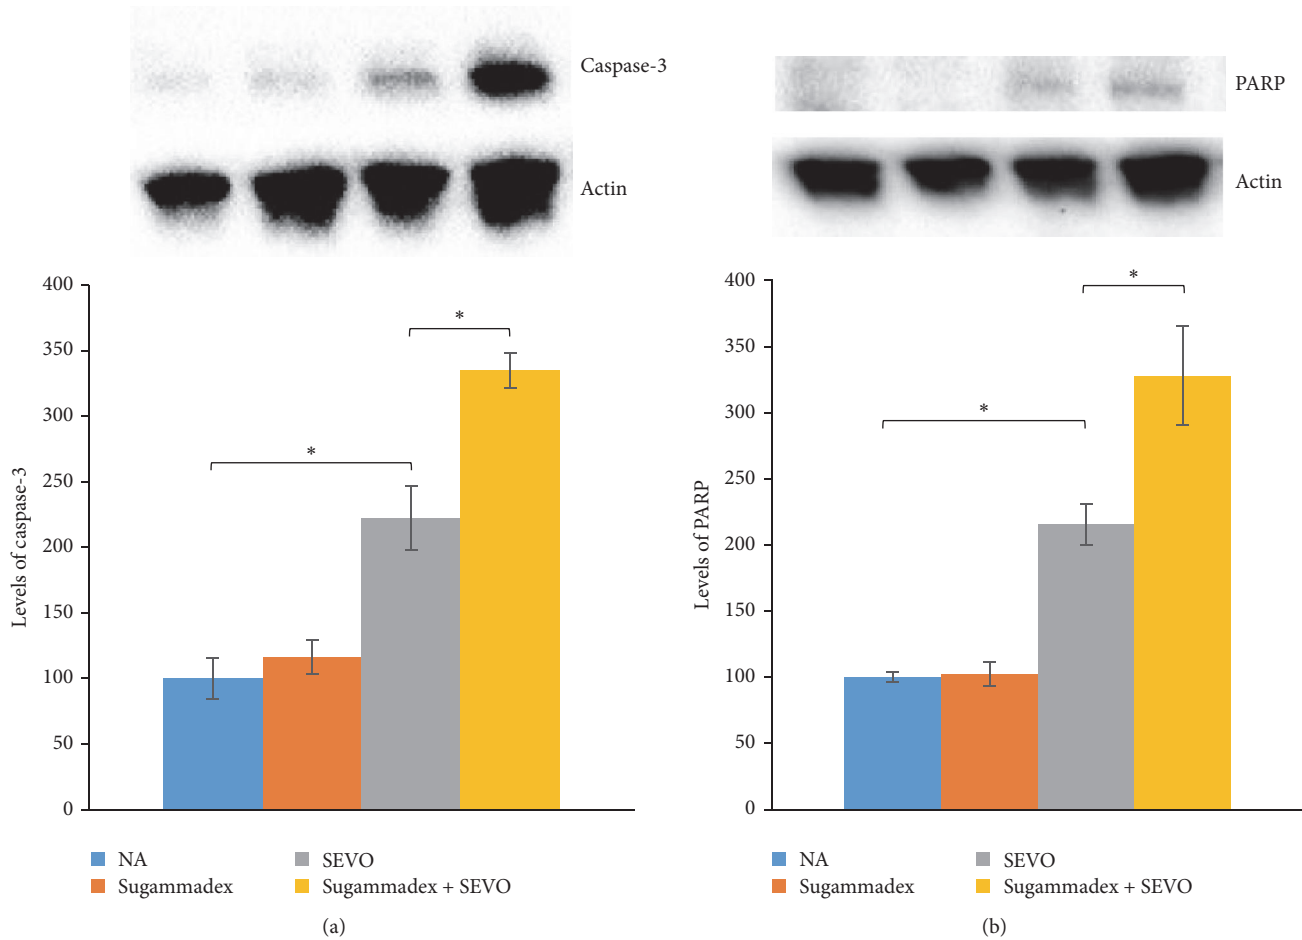 Caspase-3
Actin
400
350
300
250
200
150
100
50
0
Levels of caspase-3
*
*
NA
SEVO
Sugammadex
Sugammadex + SEVO
(a)
PARP
Actin
400
350
300
250
200
150
100
50
0
Levels of PARP
*
*
NA
SEVO
Sugammadex
Sugammadex + SEVO
(b)